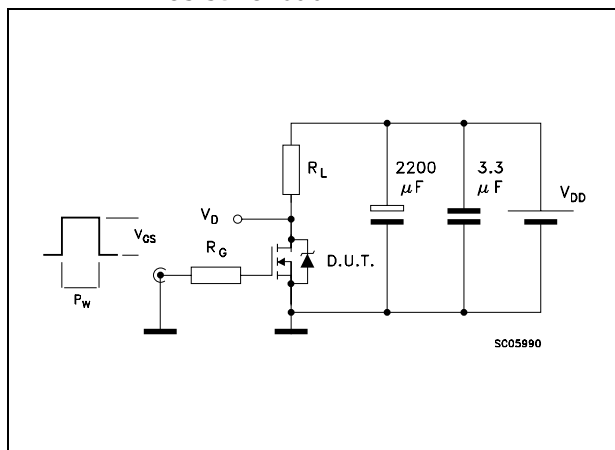 R_L
2200 μF
3.3 μF
V_DD
V_D
V_GS
R_G
D.U.T.
P_W
SC05990